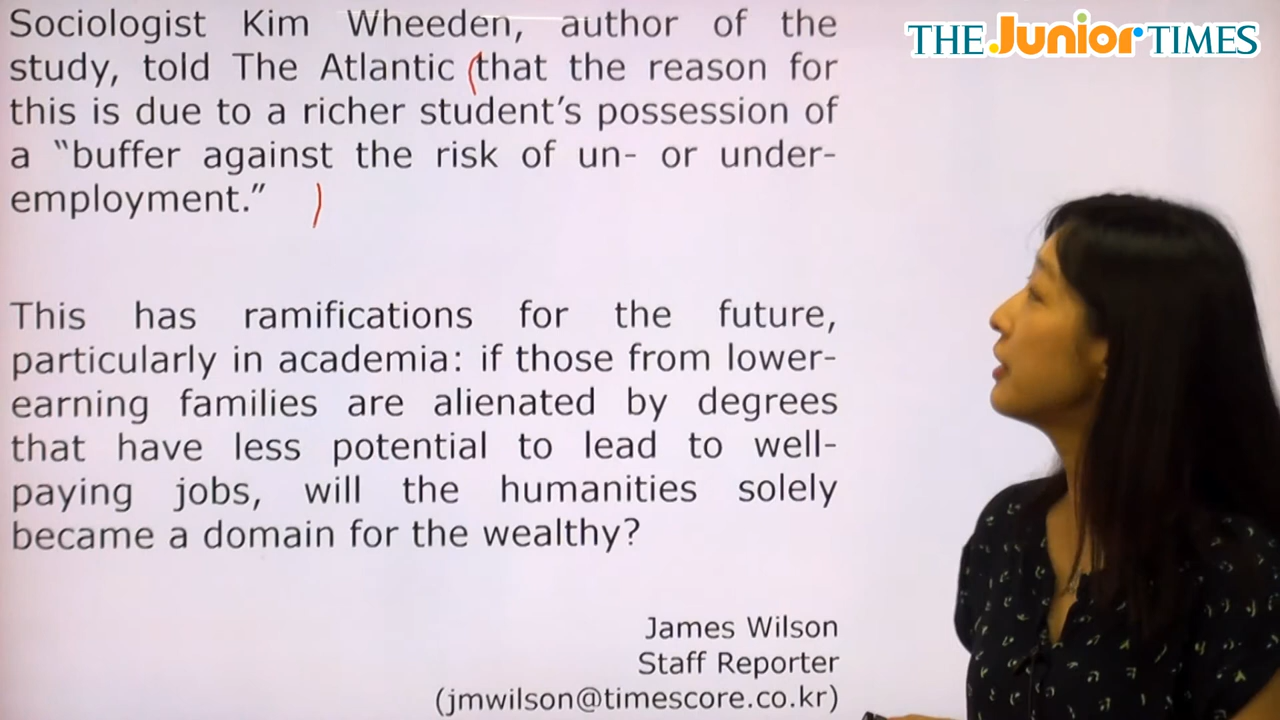 THE Junior TIMES
Sociologist Kim Wheeden, author of the
study, told The Atlantic that the reason for
this is due to a richer student's possession of
a “buffer against the risk of un- or under-
employment.”
This has ramifications for the future,
particularly in academia: if those from lower-
earning families are alienated by degrees
that have less potential to lead to well-
paying jobs, will the humanities solely
became a domain for the wealthy?
James Wilson
Staff Reporter
(jmwilson@timescore.co.kr)